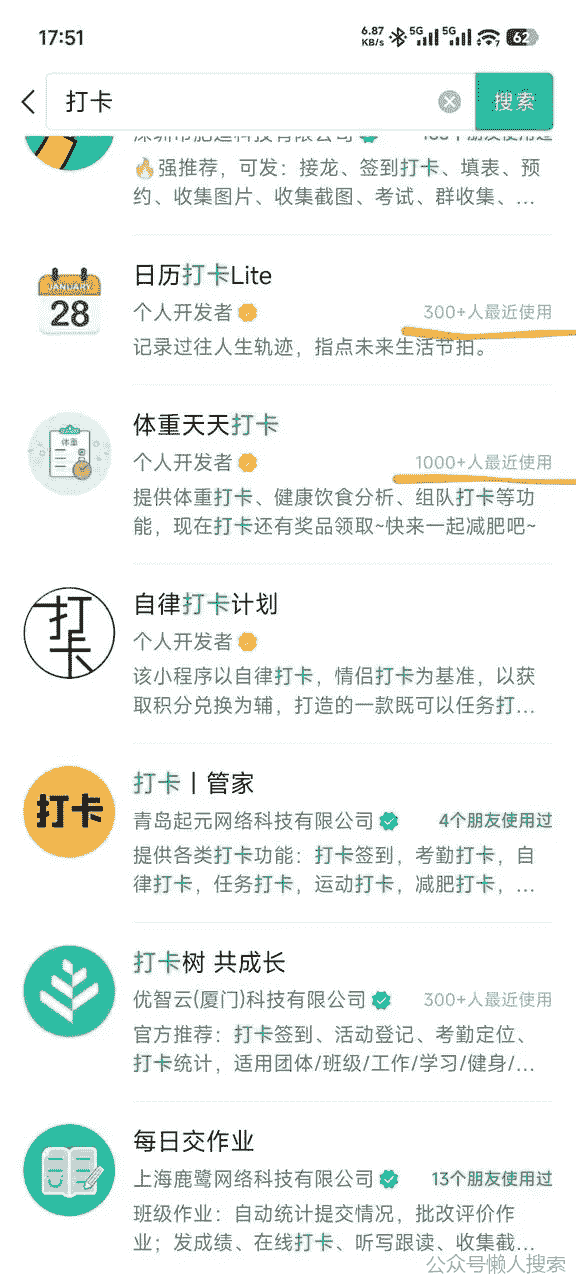 17:51
6.87 KB/s 5G 5G 62
打卡
搜索
🔥强推荐，可发：接龙、签到打卡、填表、预
约、收集图片、收集截图、考试、群收集、...
JANUARY
28
日历打卡Lite
个人开发者
300+人最近使用
记录过往人生轨迹，指点未来生活节拍。
体重
体重天天打卡
个人开发者
1000+人最近使用
提供体重打卡、健康饮食分析、组队打卡等功
能，现在打卡还有奖品领取~快来一起减肥吧~
打卡
自律打卡计划
个人开发者
该小程序以自律打卡，情侣打卡为基准，以获
取积分兑换为辅，打造的一款既可以任务打...
打卡
打卡丨管家
青岛起元网络科技有限公司
4个朋友使用过
提供各类打卡功能：打卡签到，考勤打卡，自
律打卡，任务打卡，运动打卡，减肥打卡，...
打卡树 共成长
优智云(厦门)科技有限公司
300+人最近使用
官方推荐：打卡签到、活动登记、考勤定位、
打卡统计，适用团体/班级/工作/学习/健身/...
每日交作业
上海鹿鹭网络科技有限公司
13个朋友使用过
班级作业：自动统计提交情况，批改评价作
业；发成绩、在线打卡、听写跟读、收集截...
公众号懒人搜索